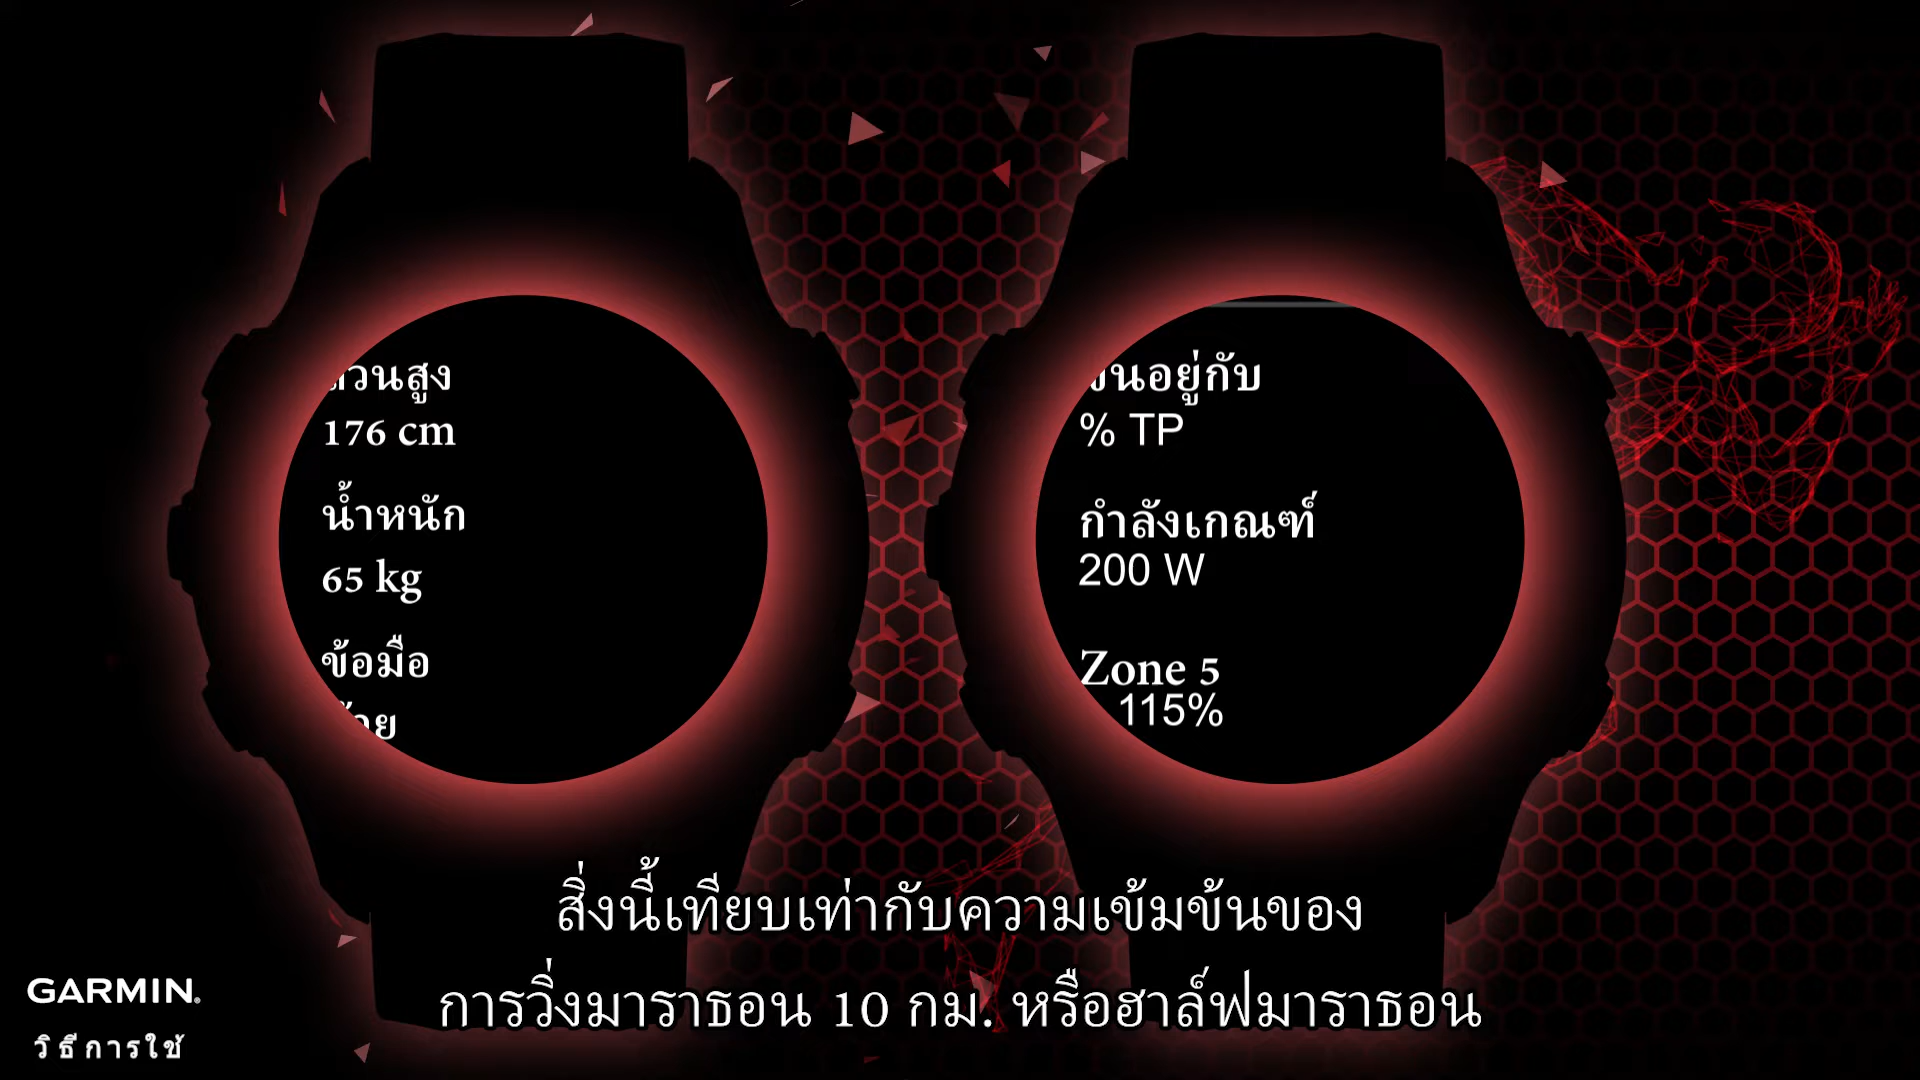 ส่วนสูง
176 cm
น้ำหนัก
65 kg
ข้อมือ
ขึ้นอยู่กับ
% TP
กำลังเกณฑ์
200 W
Zone 5
115%
สิ่งนี้เทียบเท่ากับความเข้มข้นของ
การวิ่งมาราธอน 10 กม. หรือฮาล์ฟมาราธอน
GARMIN®
วิธีการใช้